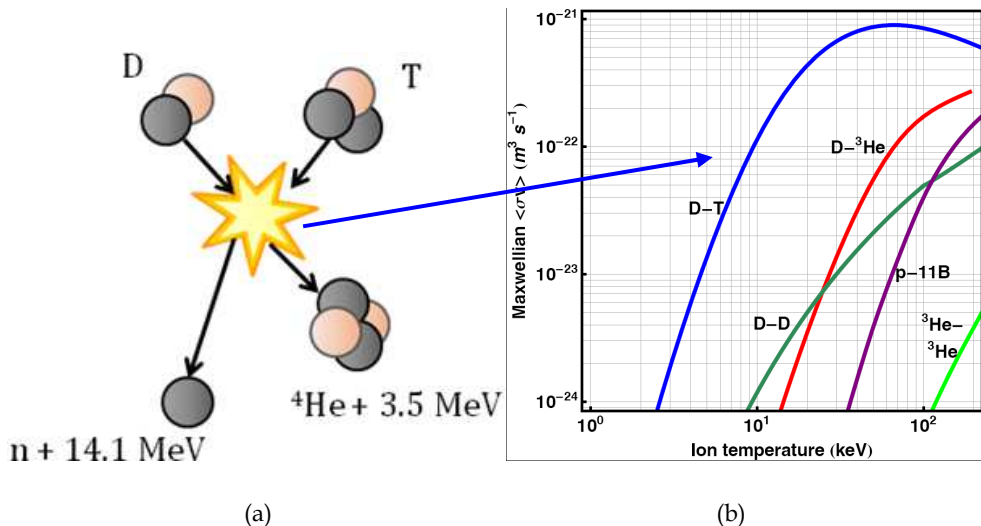 D
T
⁴He + 3.5 MeV
n + 14.1 MeV
(a)
Maxwellian <σv> (m³ s⁻¹)
10⁻²¹
10⁻²²
10⁻²³
10⁻²⁴
D–T
D–³He
D–D
p–11B
³He–
³He
10⁰
10¹
10²
Ion temperature (keV)
(b)